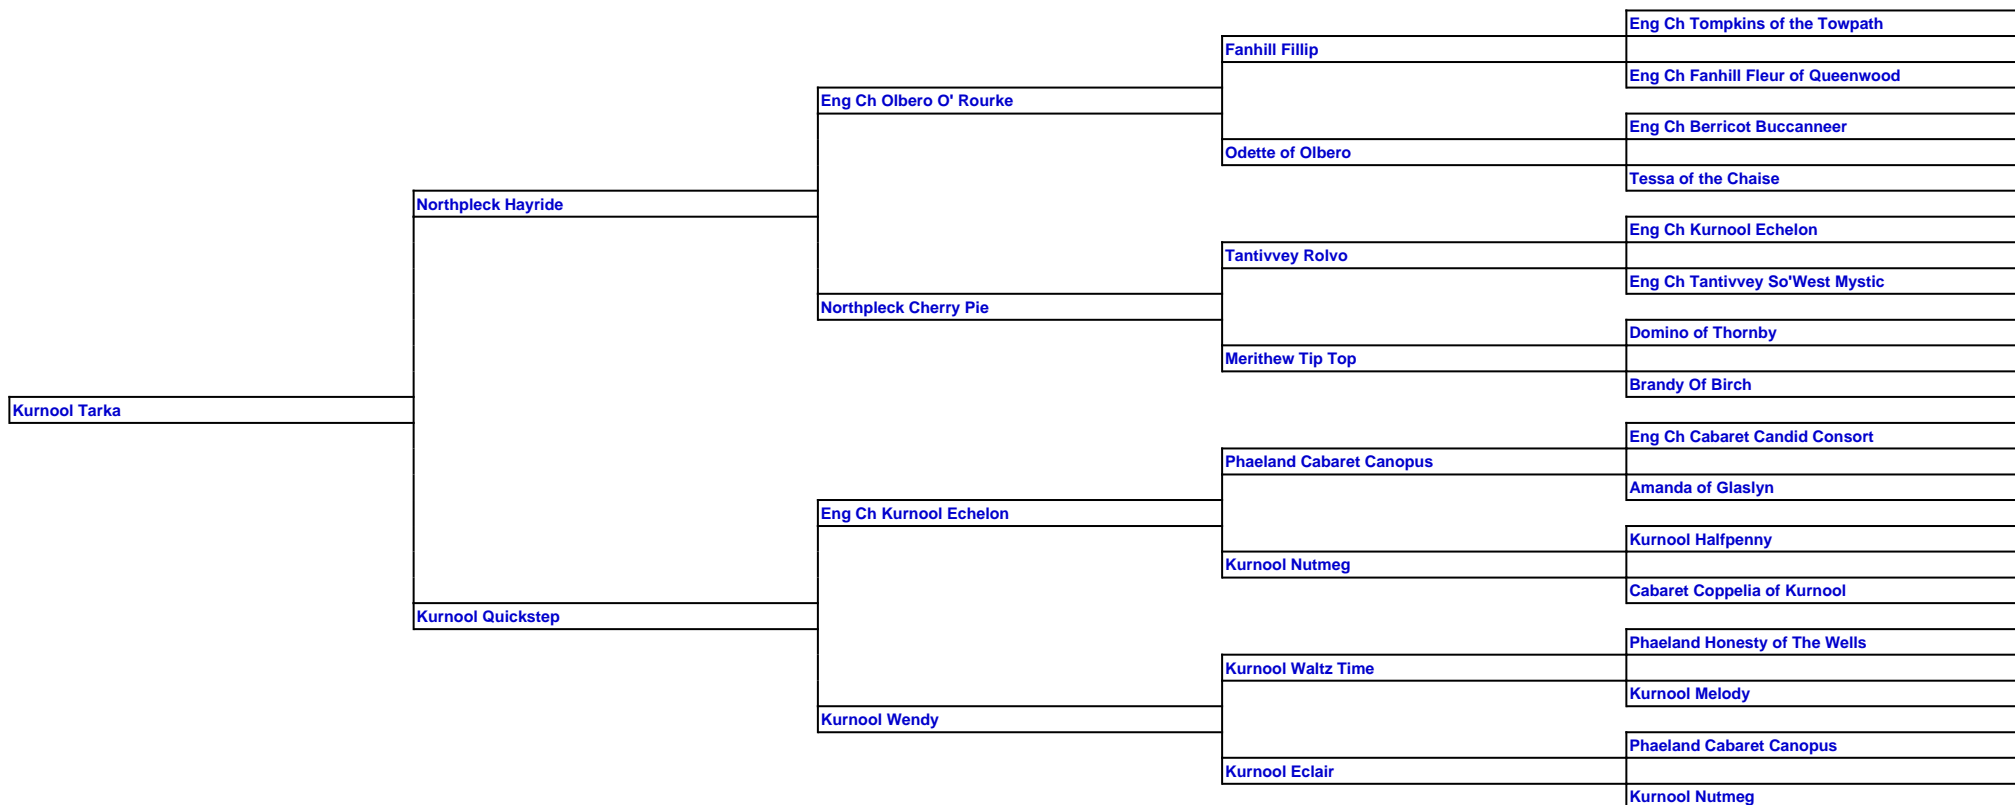 Eng Ch Tompkins of the Towpath
Fanhill Fillip
Eng Ch Fanhill Fleur of Queenwood
Eng Ch Olbero O' Rourke
Eng Ch Berricot Buccanneer
Odette of Olbero
Tessa of the Chaise
Northpleck Hayride
Eng Ch Kurnool Echelon
Tantivvey Rolvo
Eng Ch Tantivvey So'West Mystic
Northpleck Cherry Pie
Domino of Thornby
Merithew Tip Top
Brandy Of Birch
Kurnool Tarka
Eng Ch Cabaret Candid Consort
Phaeland Cabaret Canopus
Amanda of Glaslyn
Eng Ch Kurnool Echelon
Kurnool Halfpenny
Kurnool Nutmeg
Cabaret Coppelia of Kurnool
Kurnool Quickstep
Phaeland Honesty of The Wells
Kurnool Waltz Time
Kurnool Melody
Kurnool Wendy
Phaeland Cabaret Canopus
Kurnool Eclair
Kurnool Nutmeg